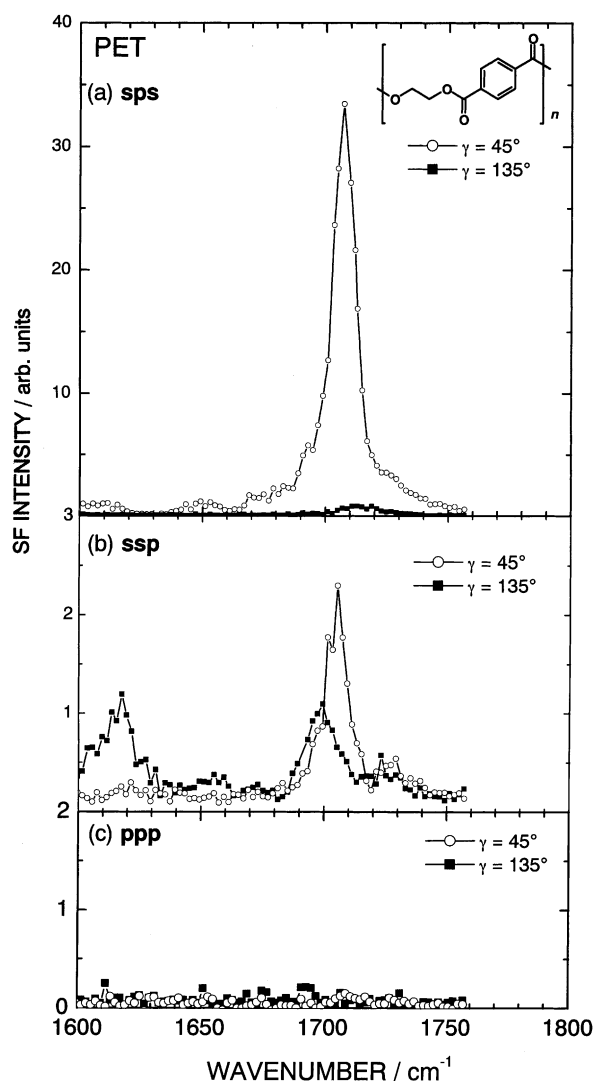 40
PET
(a) sps
O
O
O
O
n
γ = 45°
γ = 135°
30
20
10
3
(b) ssp
γ = 45°
γ = 135°
2
1
2
(c) ppp
γ = 45°
γ = 135°
1
0
1600 1650 1700 1750 1800
WAVENUMBER / cm-1
SF INTENSITY / arb. units